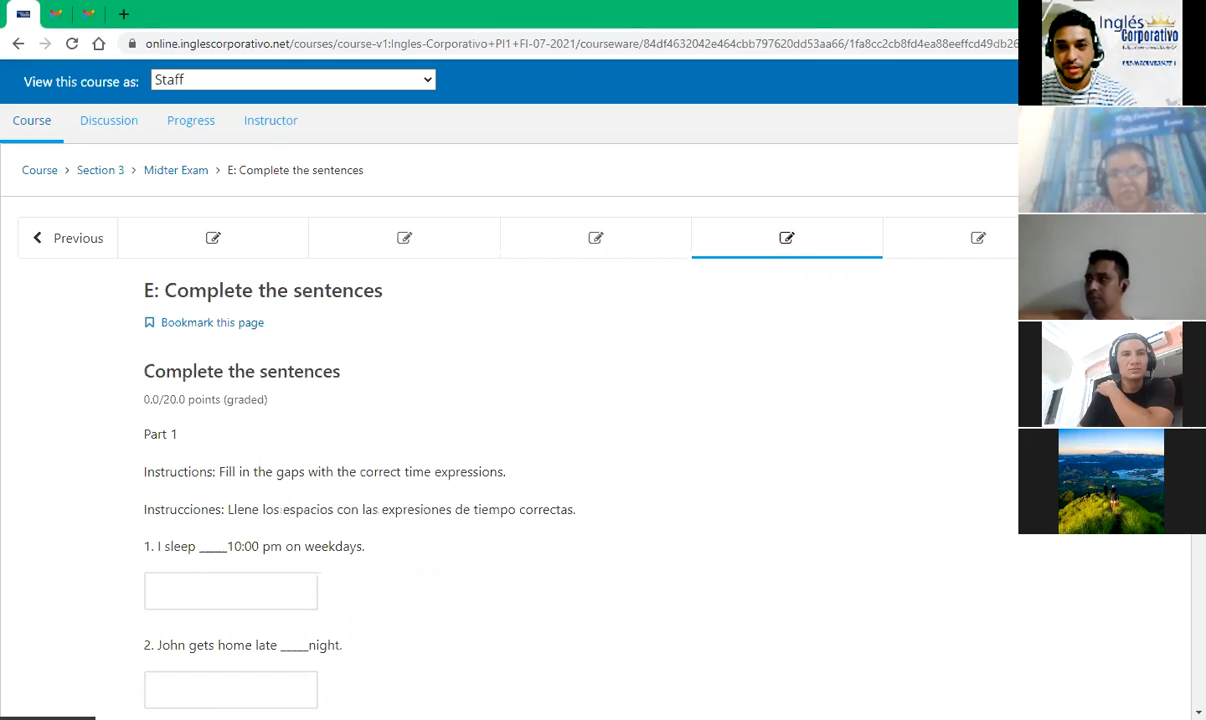 online.inglescorporativo.net/courses/course-v1:Ingles-Corporativo+PI1+FI-07-2021/courseware/84df4632042e464cbb797620dd53aa66/1fa8cc2cb8fd4ea88eeffcd49db26
View this course as: Staff
Course Discussion Progress Instructor
Course > Section 3 > Midter Exam > E: Complete the sentences
Previous
E: Complete the sentences
Bookmark this page
Complete the sentences
0.0/20.0 points (graded)
Part 1
Instructions: Fill in the gaps with the correct time expressions.
Instrucciones: Llene los espacios con las expresiones de tiempo correctas.
1. I sleep _____10:00 pm on weekdays.
2. John gets home late _____night.
Inglés
Corporativo